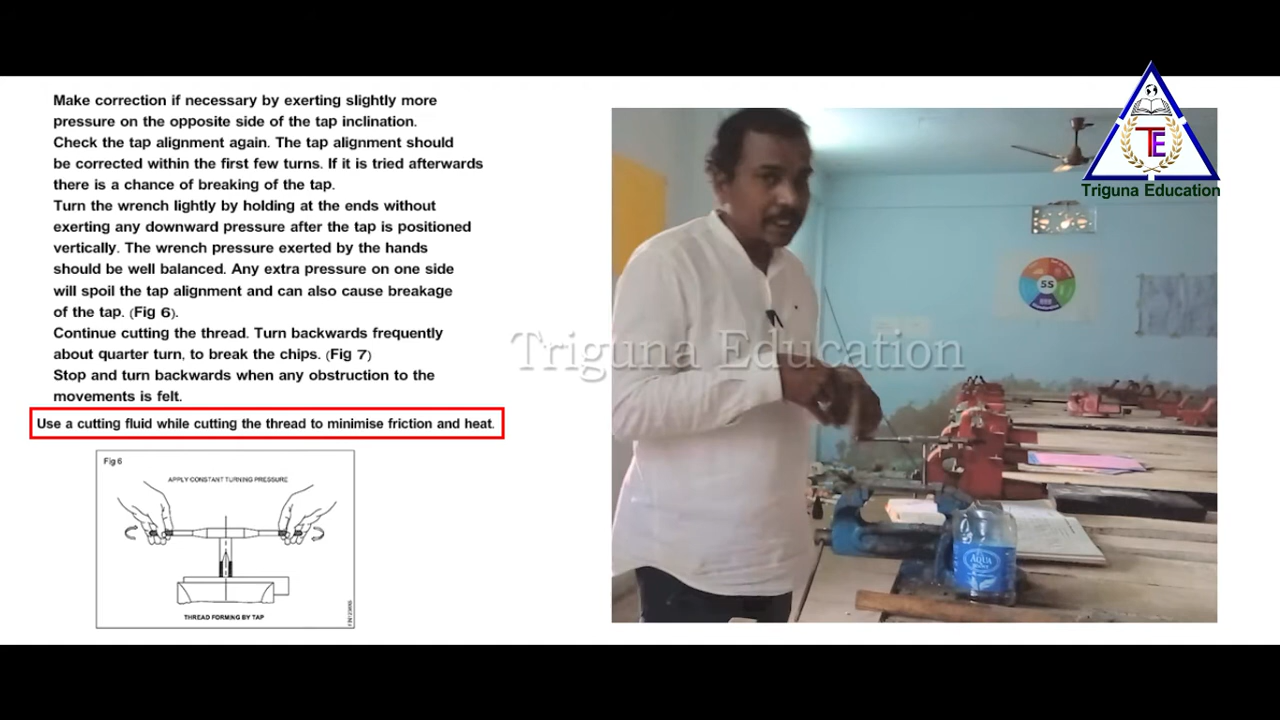 Make correction if necessary by exerting slightly more
pressure on the opposite side of the tap inclination.
Check the tap alignment again. The tap alignment should
be corrected within the first few turns. If it is tried afterwards
there is a chance of breaking of the tap.
Turn the wrench lightly by holding at the ends without
exerting any downward pressure after the tap is positioned
vertically. The wrench pressure exerted by the hands
should be well balanced. Any extra pressure on one side
will spoil the tap alignment and can also cause breakage
of the tap. (Fig 6).
Continue cutting the thread. Turn backwards frequently
about quarter turn, to break the chips. (Fig 7)
Stop and turn backwards when any obstruction to the
movements is felt.
Use a cutting fluid while cutting the thread to minimise friction and heat.
Fig 6
APPLY CONSTANT TURNING PRESSURE
THREAD FORMING BY TAP
TE
Triguna Education
5S
Triguna Education
AQUA